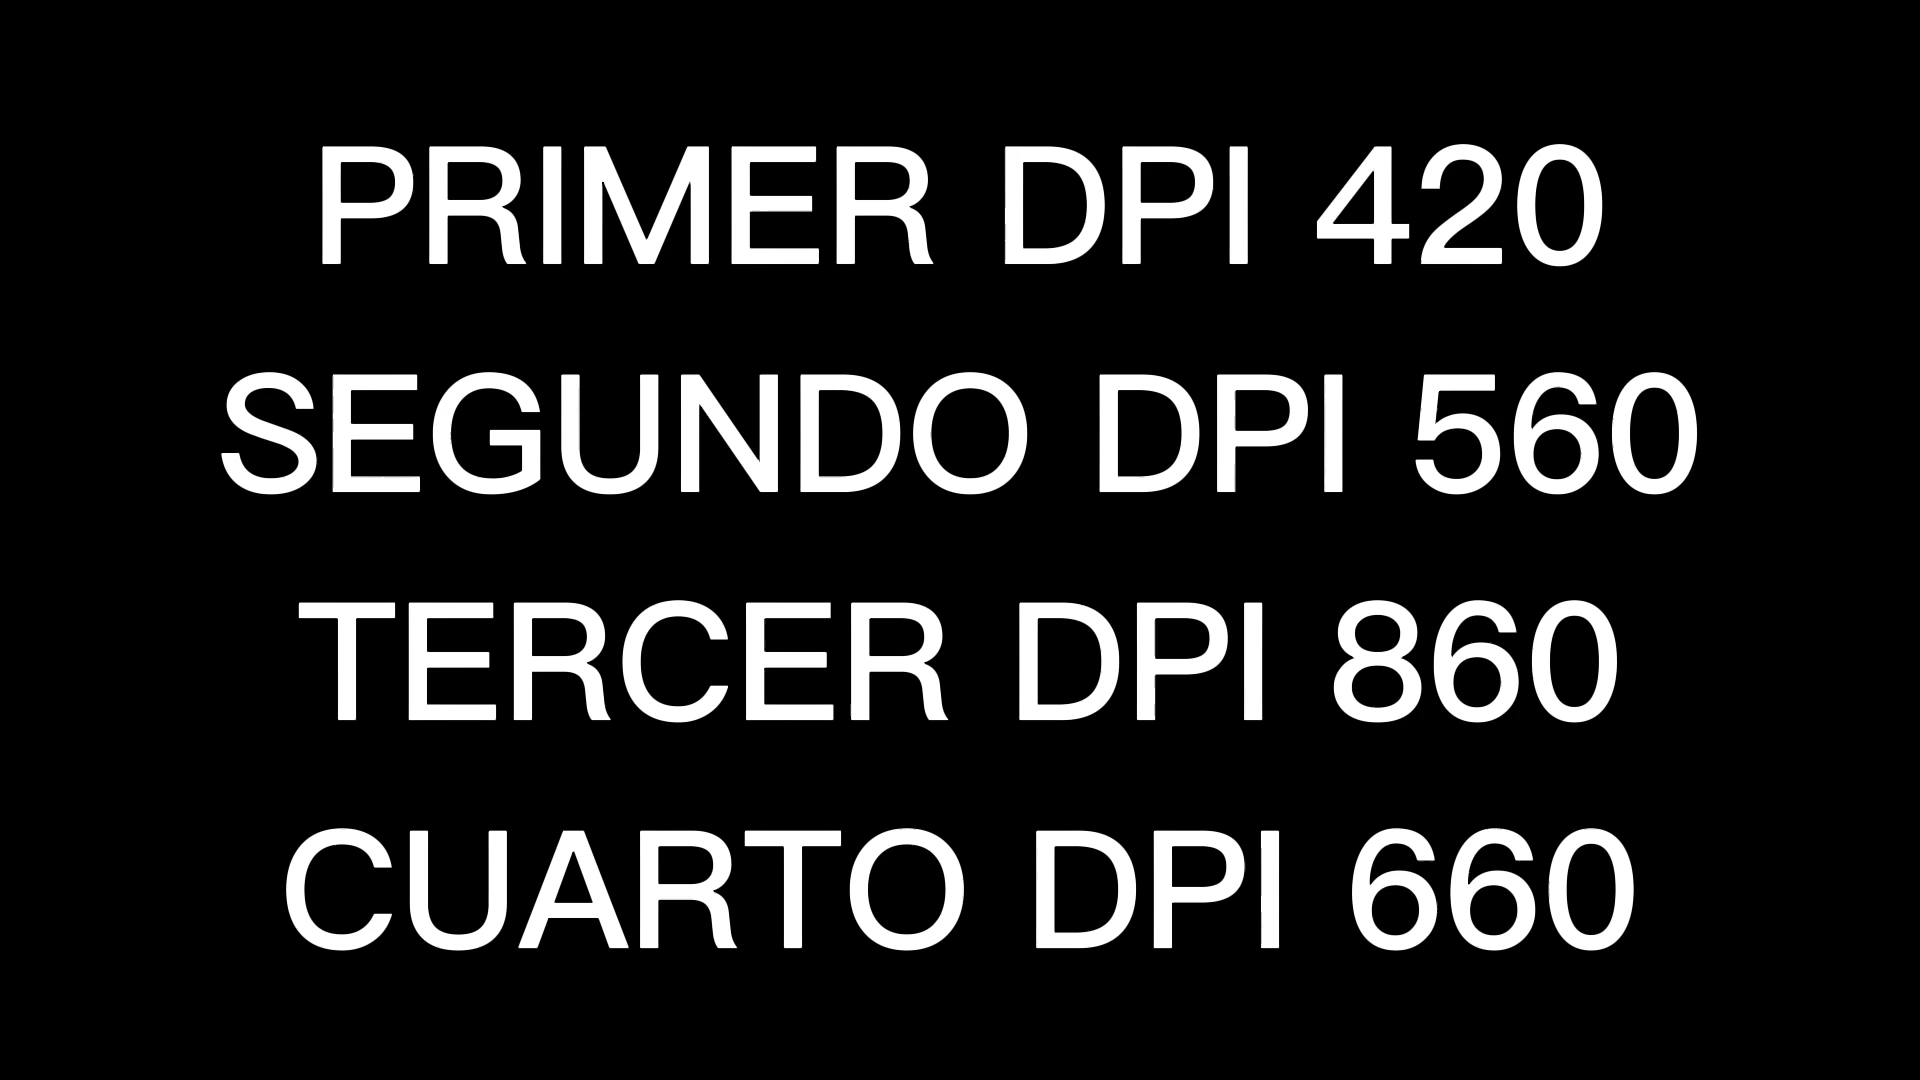 PRIMER DPI 420
SEGUNDO DPI 560
TERCER DPI 860
CUARTO DPI 660